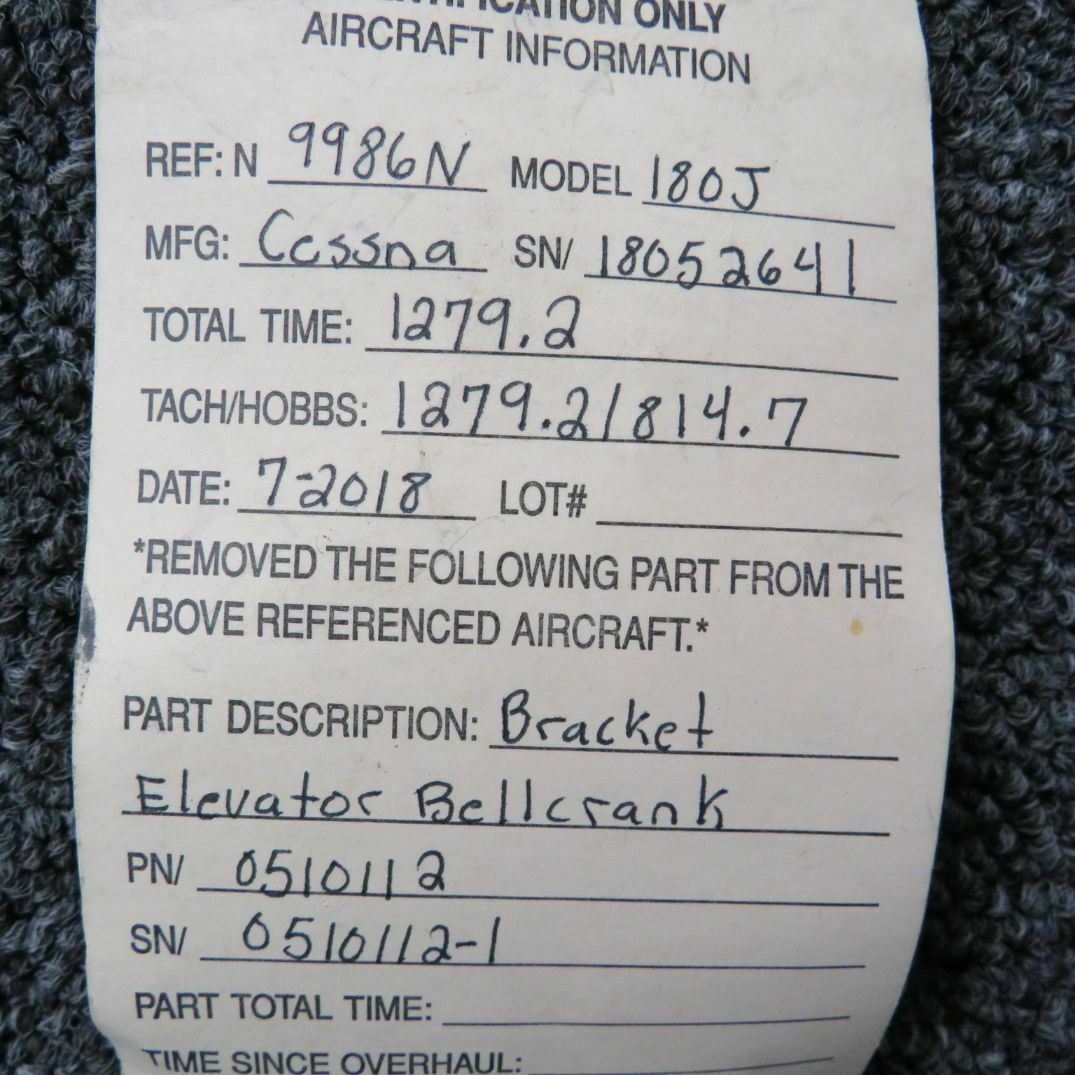 ONLY
AIRCRAFT INFORMATION
REF: N 9986N MODEL 180J
MFG: Cessna SN/ 18052641
TOTAL TIME: 1279.2
TACH/HOBBS: 1279.2/814.7
DATE: 7-2018 LOT#
*REMOVED THE FOLLOWING PART FROM THE
ABOVE REFERENCED AIRCRAFT.*
PART DESCRIPTION: Bracket
Elevator Bellcrank
PN/ 0510112
SN/ 0510112-1
PART TOTAL TIME:
TIME SINCE OVERHAUL: